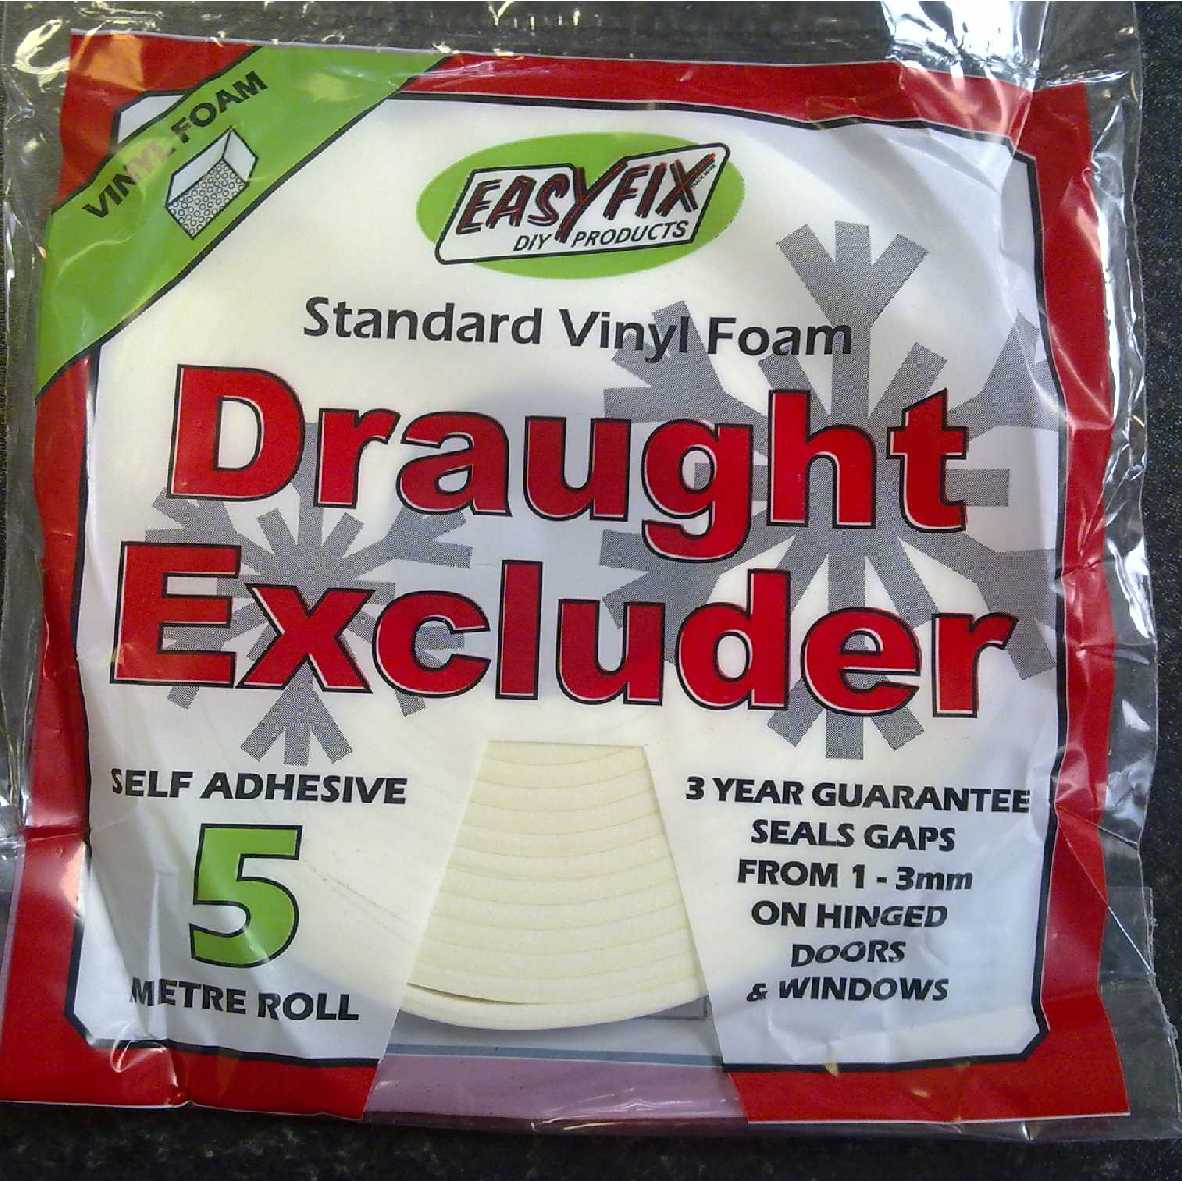 VINYL FOAM
EASYFIX
DIY PRODUCTS
Standard Vinyl Foam
Draught
Excluder
SELF ADHESIVE
5
METRE ROLL
3 YEAR GUARANTEE
SEALS GAPS
FROM 1 - 3mm
ON HINGED
DOORS
& WINDOWS